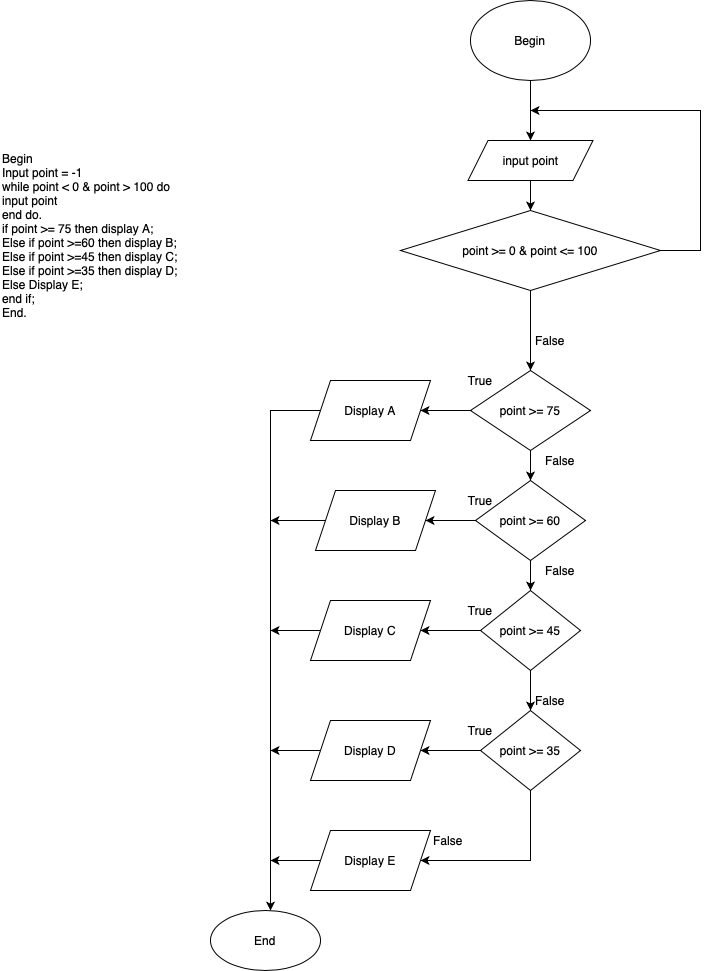 Begin
input point
point >= 0 & point <= 100
Begin
Input point = -1
while point < 0 & point > 100 do
input point
end do.
if point >= 75 then display A;
Else if point >=60 then display B;
Else if point >=45 then display C;
Else if point >=35 then display D;
Else Display E;
end if;
End.
False
True
Display A
point >= 75
False
True
Display B
point >= 60
False
True
Display C
point >= 45
False
True
Display D
point >= 35
False
Display E
End